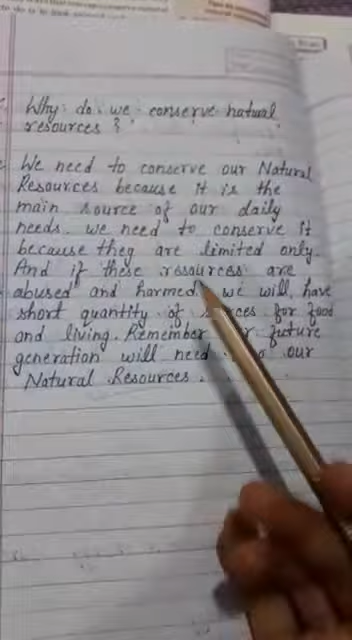 Why do we conserve natural
resources ?
We need to conserve our Natural
Resources because it is the
main source of our daily
needs. we need to conserve it
because they are limited only.
And if these resources are
abused and harmed, we will have
short quantity of for food
and living. Remember future
generation will need our
Natural Resources.